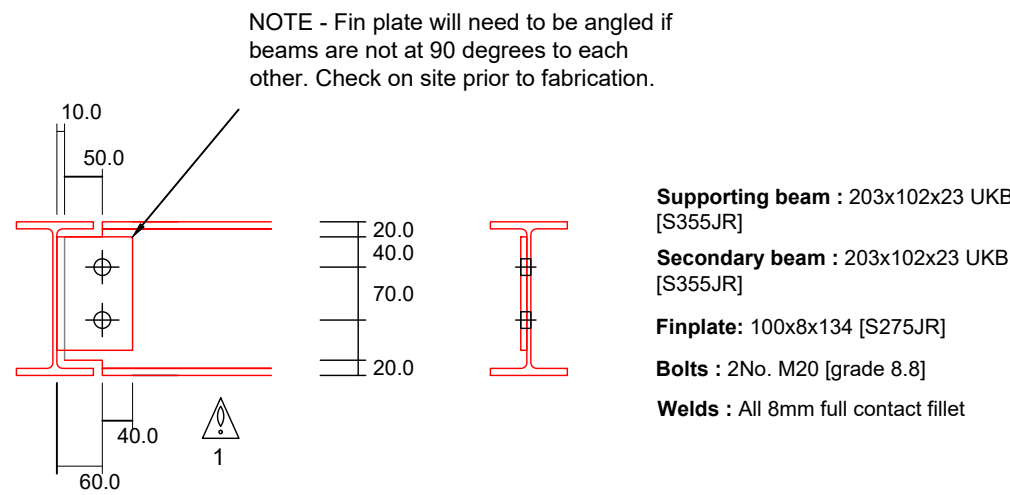 NOTE - Fin plate will need to be angled if
beams are not at 90 degrees to each
other. Check on site prior to fabrication.
10.0
50.0
20.0
40.0
70.0
20.0
40.0
60.0
1
Supporting beam : 203x102x23 UKB
[S355JR]
Secondary beam : 203x102x23 UKB
[S355JR]
Finplate: 100x8x134 [S275JR]
Bolts : 2No. M20 [grade 8.8]
Welds : All 8mm full contact fillet